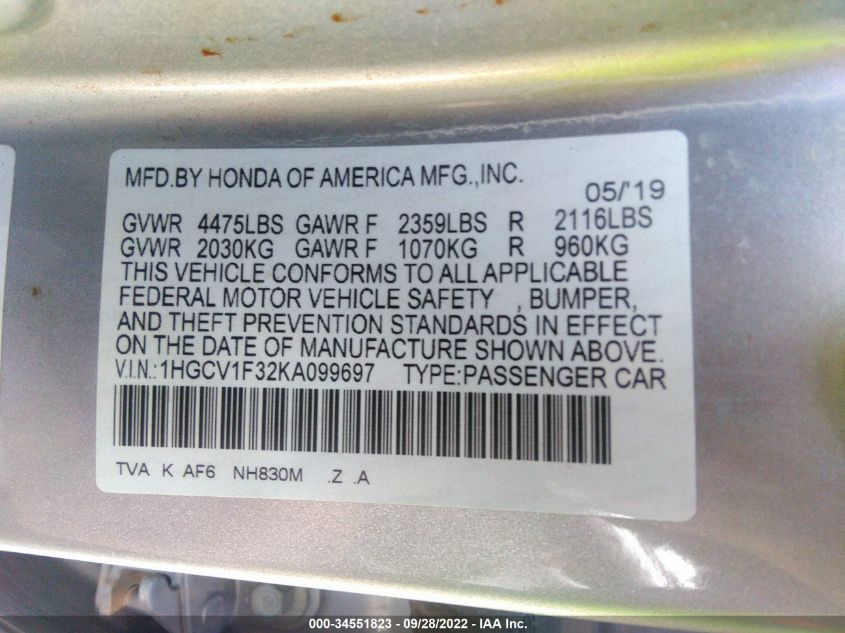 MFD.BY HONDA OF AMERICA MFG.,INC.
05/'19
GVWR 4475LBS GAWR F 2359LBS R 2116LBS
GVWR 2030KG GAWR F 1070KG R 960KG
THIS VEHICLE CONFORMS TO ALL APPLICABLE
FEDERAL MOTOR VEHICLE SAFETY , BUMPER,
AND THEFT PREVENTION STANDARDS IN EFFECT
ON THE DATE OF MANUFACTURE SHOWN ABOVE.
V.I.N.:1HGCV1F32KA099697 TYPE:PASSENGER CAR
TVA K AF6 NH830M .Z .A
000-34551823 - 09/28/2022 - IAA Inc.